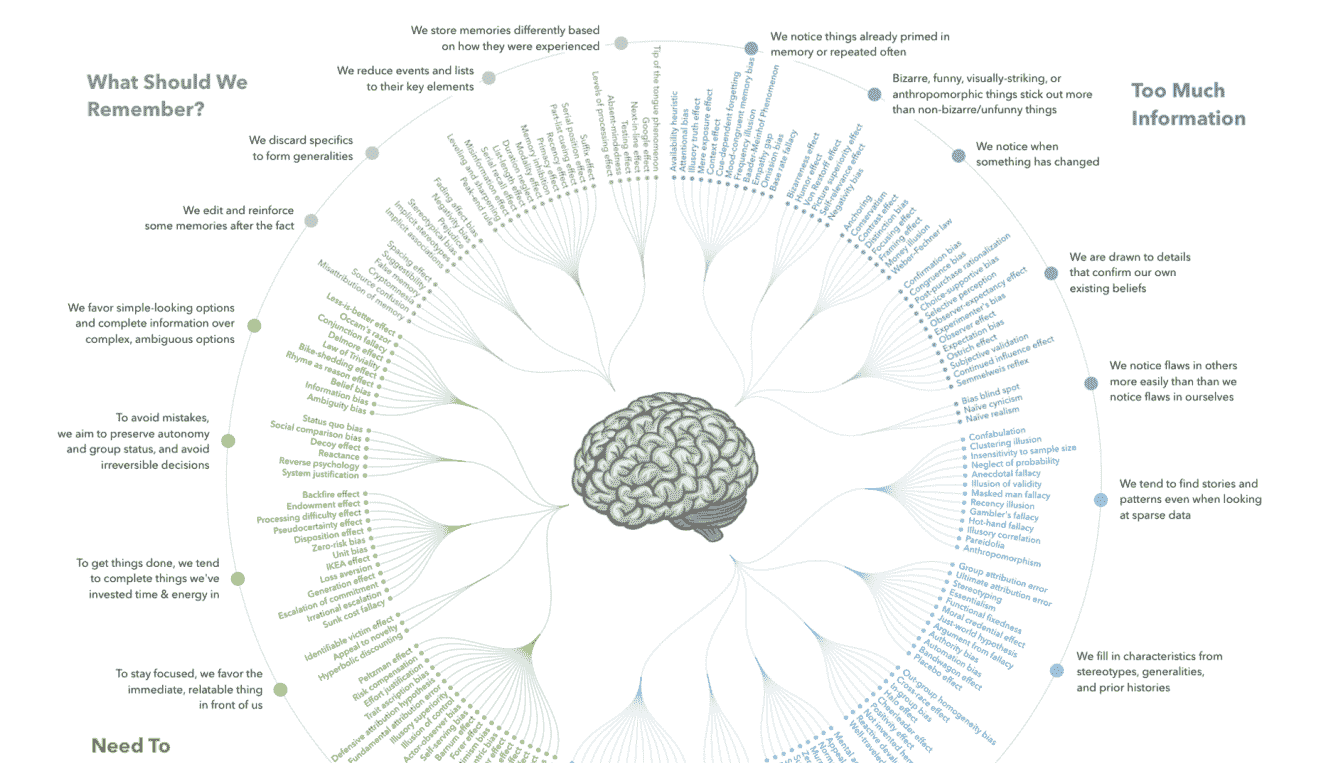 What Should We
Remember?
We store memories differently based
on how they were experienced
We reduce events and lists
to their key elements
We discard specifics
to form generalities
We edit and reinforce
some memories after the fact
We favor simple-looking options
and complete information over
complex, ambiguous options
To avoid mistakes,
we aim to preserve autonomy
and group status, and avoid
irreversible decisions
To get things done, we tend
to complete things we've
invested time & energy in
To stay focused, we favor the
immediate, relatable thing
in front of us
Need To
Too Much
Information
We notice things already primed in
memory or repeated often
Bizarre, funny, visually-striking, or
anthropomorphic things stick out more
than non-bizarre/unfunny things
We notice when
something has changed
We are drawn to details
that confirm our own
existing beliefs
We notice flaws in others
more easily than than we
notice flaws in ourselves
We tend to find stories and
patterns even when looking
at sparse data
We fill in characteristics from
stereotypes, generalities,
and prior histories
Tip of the tongue phenomenon
Google effect
Next-in-line effect
Testing effect
Absent-mindedness
Levels of processing effect
Suffix effect
Serial position effect
Part-list cueing effect
Recency effect
Primacy effect
Memory inhibition
Modality effect
Duration neglect
List-length effect
Serial recall effect
Misinformation effect
Leveling and sharpening
Peak-end rule
Fading affect bias
Negativity bias
Prejudice
Stereotypical bias
Implicit stereotypes
Implicit associations
Spacing effect
Suggestibility
False memory
Cryptomnesia
Source confusion
Misattribution of memory
Less-is-better effect
Occam's razor
Conjunction fallacy
Delmore effect
Law of Triviality
Bike-shedding effect
Rhyme as reason effect
Belief bias
Information bias
Ambiguity bias
Status quo bias
Social comparison bias
Decoy effect
Reactance
Reverse psychology
System justification
Backfire effect
Endowment effect
Processing difficulty effect
Pseudocertainty effect
Disposition effect
Zero-risk bias
Unit bias
IKEA effect
Loss aversion
Generation effect
Escalation of commitment
Irrational escalation
Sunk cost fallacy
Identifiable victim effect
Appeal to novelty
Hyperbolic discounting
Peltzman effect
Risk compensation
Effort justification
Trait ascription bias
Defensive attribution hypothesis
Fundamental attribution error
Illusory superiority
Illusion of control
Actor-observer bias
Self-serving bias
Barnum effect
Forer effect
Availability heuristic
Attentional bias
Illusory truth effect
Mere exposure effect
Context effect
Cue-dependent forgetting
Mood-congruent memory bias
Frequency illusion
Baader-Meinhof Phenomenon
Empathy gap
Omission bias
Base rate fallacy
Bizarreness effect
Humor effect
Von Restorff effect
Picture superiority effect
Self-relevance effect
Negativity bias
Anchoring
Conservatism
Contrast effect
Distinction bias
Focusing effect
Framing effect
Money illusion
Weber-Fechner law
Confirmation bias
Congruence bias
Post-purchase rationalization
Choice-supportive bias
Selective perception
Observer-expectancy effect
Experimenter's bias
Observer effect
Expectation bias
Ostrich effect
Subjective validation
Continued influence effect
Semmelweis reflex
Bias blind spot
Naive cynicism
Naive realism
Confabulation
Clustering illusion
Insensitivity to sample size
Neglect of probability
Anecdotal fallacy
Illusion of validity
Masked man fallacy
Recency illusion
Gambler's fallacy
Hot-hand fallacy
Illusory correlation
Pareidolia
Anthropomorphism
Group attribution error
Ultimate attribution error
Stereotyping
Essentialism
Functional fixedness
Moral credential effect
Just-world hypothesis
Argument from fallacy
Authority bias
Automation bias
Bandwagon effect
Placebo effect
Out-group homogeneity bias
Cross-race effect
In-group bias
Halo effect
Cheerleader effect
Positivity effect
Not invented her
Reactive deval
Well travele
Mental